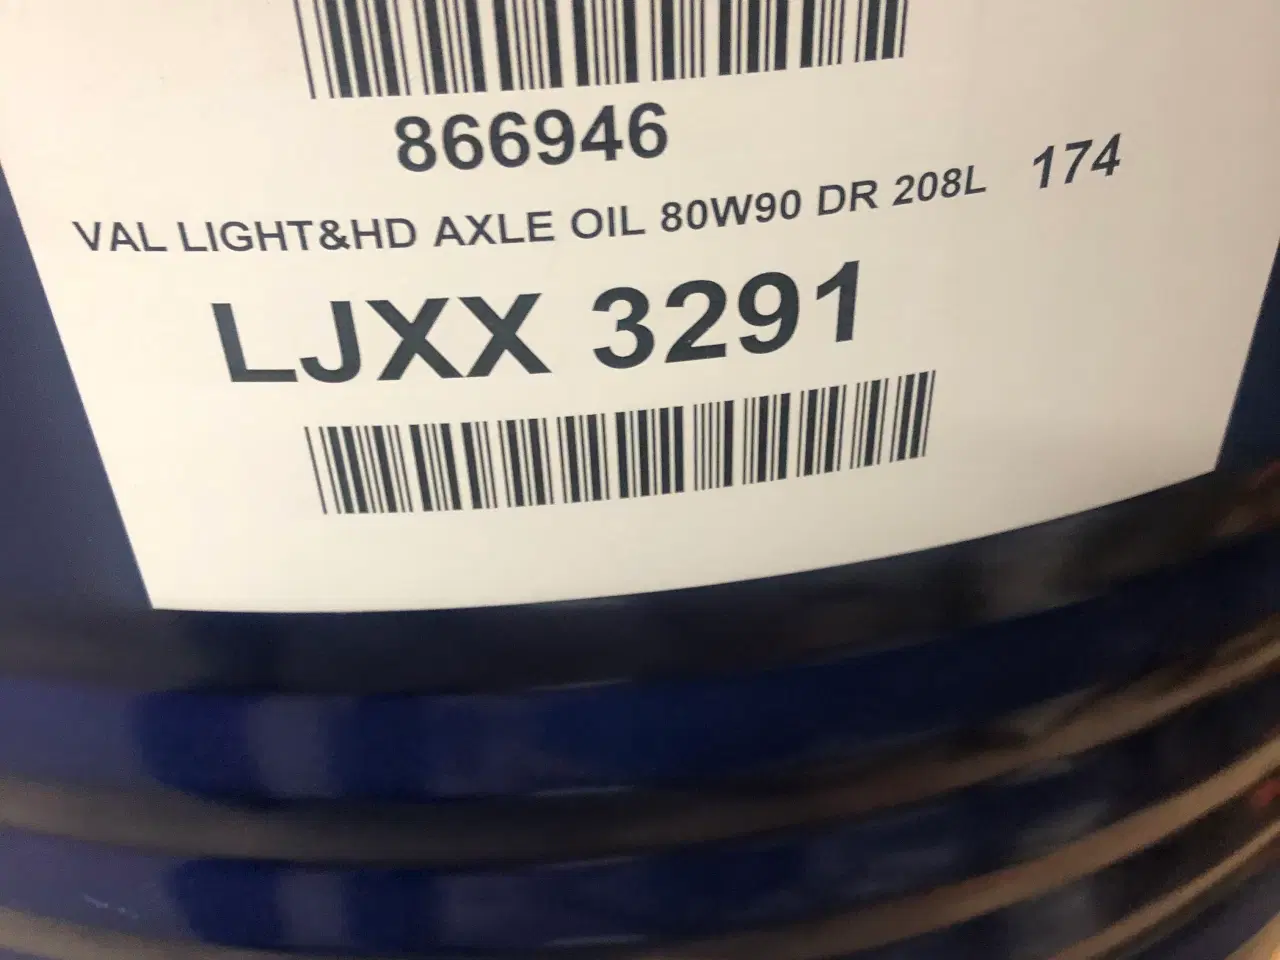 866946
VAL LIGHT&HD AXLE OIL 80W90 DR 208L 174
LJXX 3291